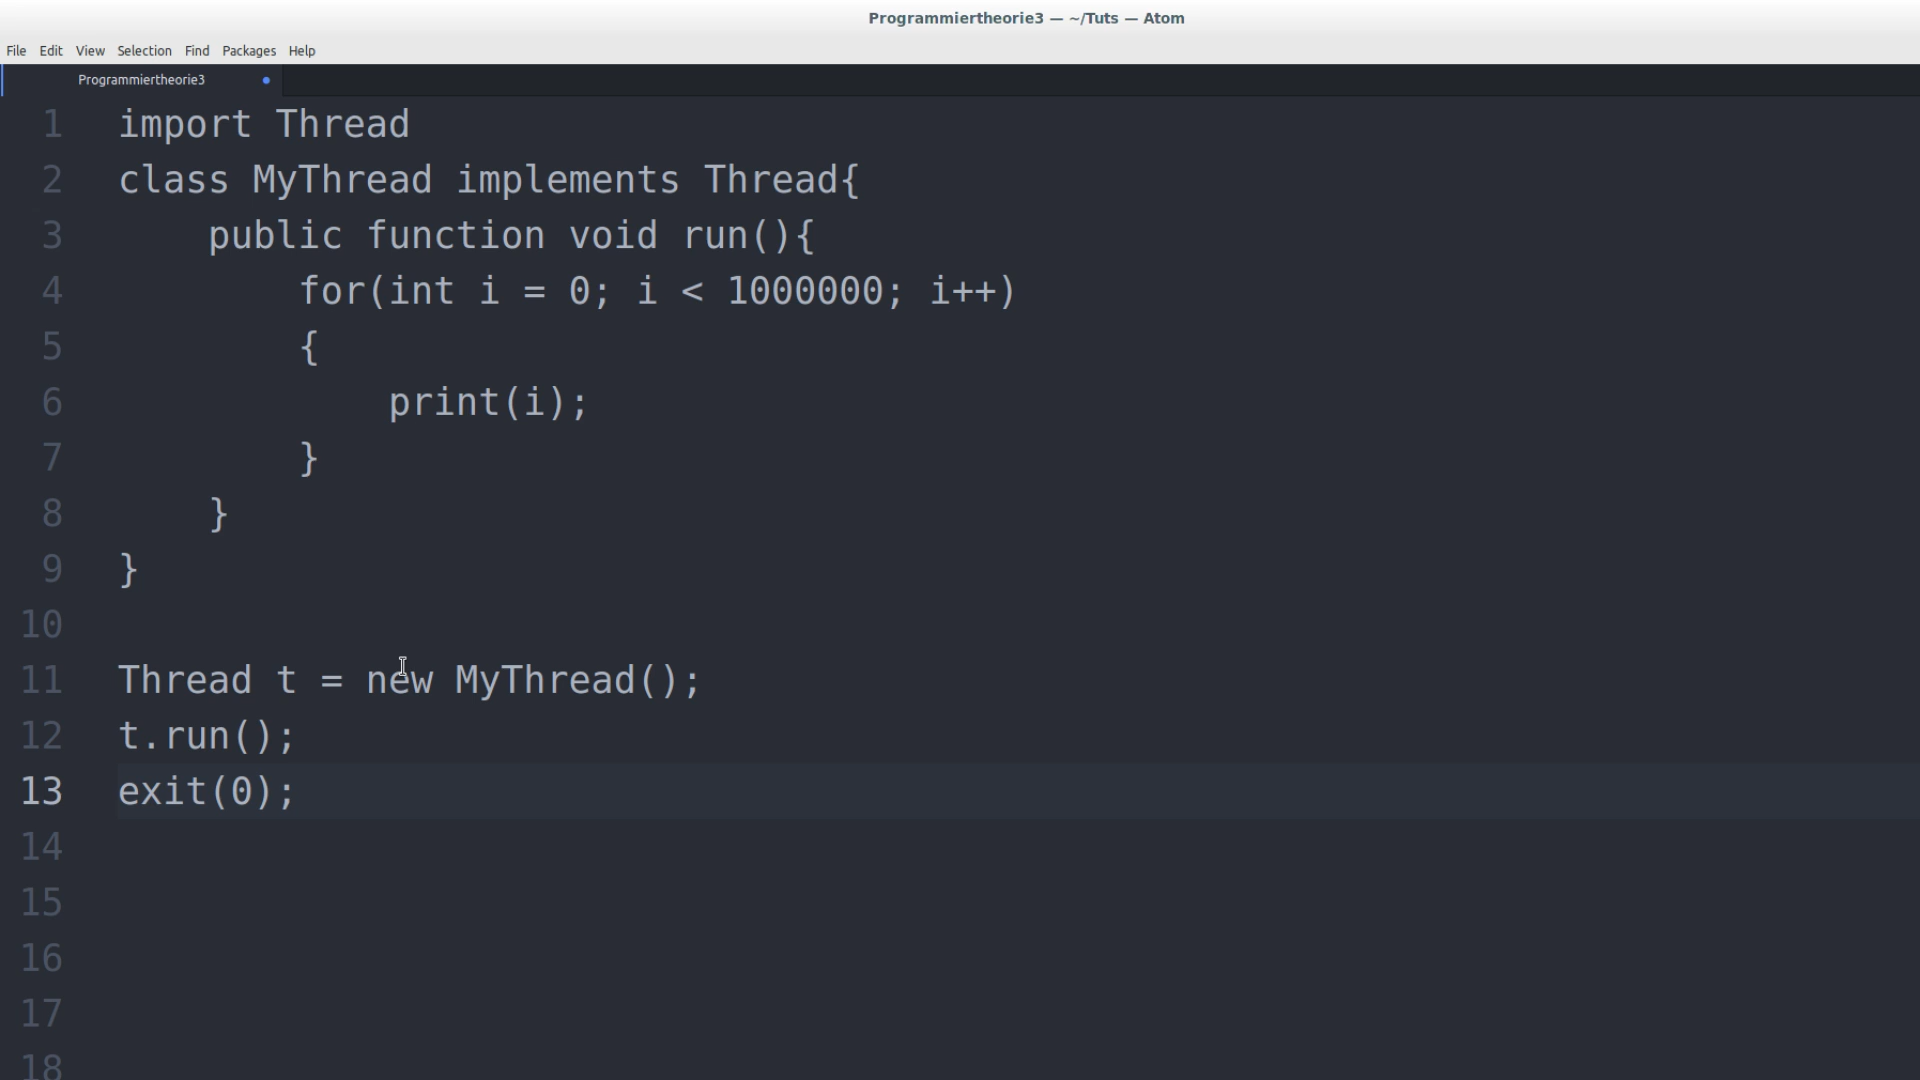 Programmiertheorie3 — ~/Tuts — Atom
File Edit View Selection Find Packages Help
Programmiertheorie3
1 import Thread
2 class MyThread implements Thread{
3 public function void run(){
4 for(int i = 0; i < 1000000; i++)
5 {
6 print(i);
7 }
8 }
9 }
10
11 Thread t = new MyThread();
12 t.run();
13 exit(0);
14
15
16
17
18